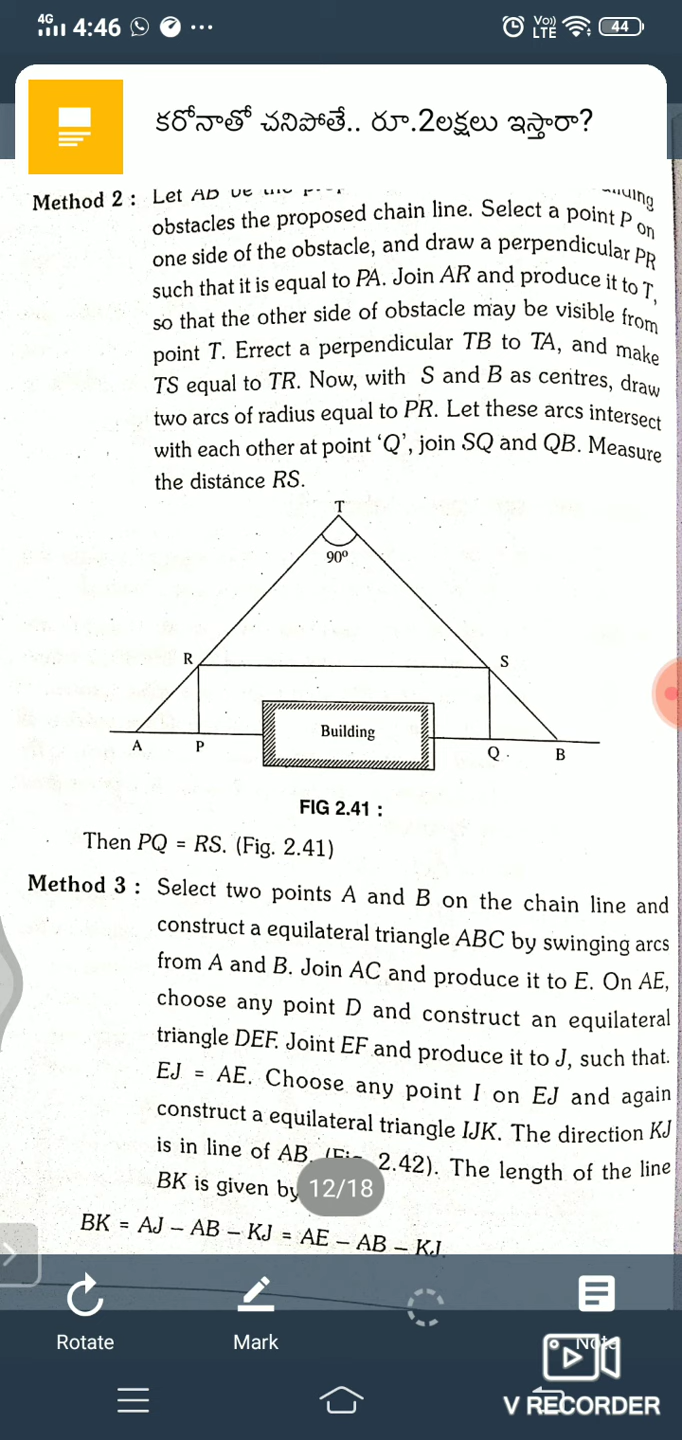 4G 4:46 ...
Vo)) LTE 44
కరోనాతో చనిపోతే.. రూ.2లక్షలు ఇస్తారా?
Method 2 : Let AB be the
obstacles the proposed chain line. Select a point P on
one side of the obstacle, and draw a perpendicular PR
such that it is equal to PA. Join AR and produce it to T,
so that the other side of obstacle may be visible from
point T. Errect a perpendicular TB to TA, and make
TS equal to TR. Now, with S and B as centres, draw
two arcs of radius equal to PR. Let these arcs intersect
with each other at point ‘Q’, join SQ and QB. Measure
the distance RS.
T
90º
R S
Building
A P Q B
FIG 2.41 :
Then PQ = RS. (Fig. 2.41)
Method 3 : Select two points A and B on the chain line and
construct a equilateral triangle ABC by swinging arcs
from A and B. Join AC and produce it to E. On AE,
choose any point D and construct an equilateral
triangle DEF. Joint EF and produce it to J, such that.
EJ = AE. Choose any point I on EJ and again
construct a equilateral triangle IJK. The direction KJ
is in line of AB. 2.42). The length of the line
BK is given by 12/18
BK = AJ – AB – KJ = AE – AB – KJ.
Rotate Mark Note
V RECORDER